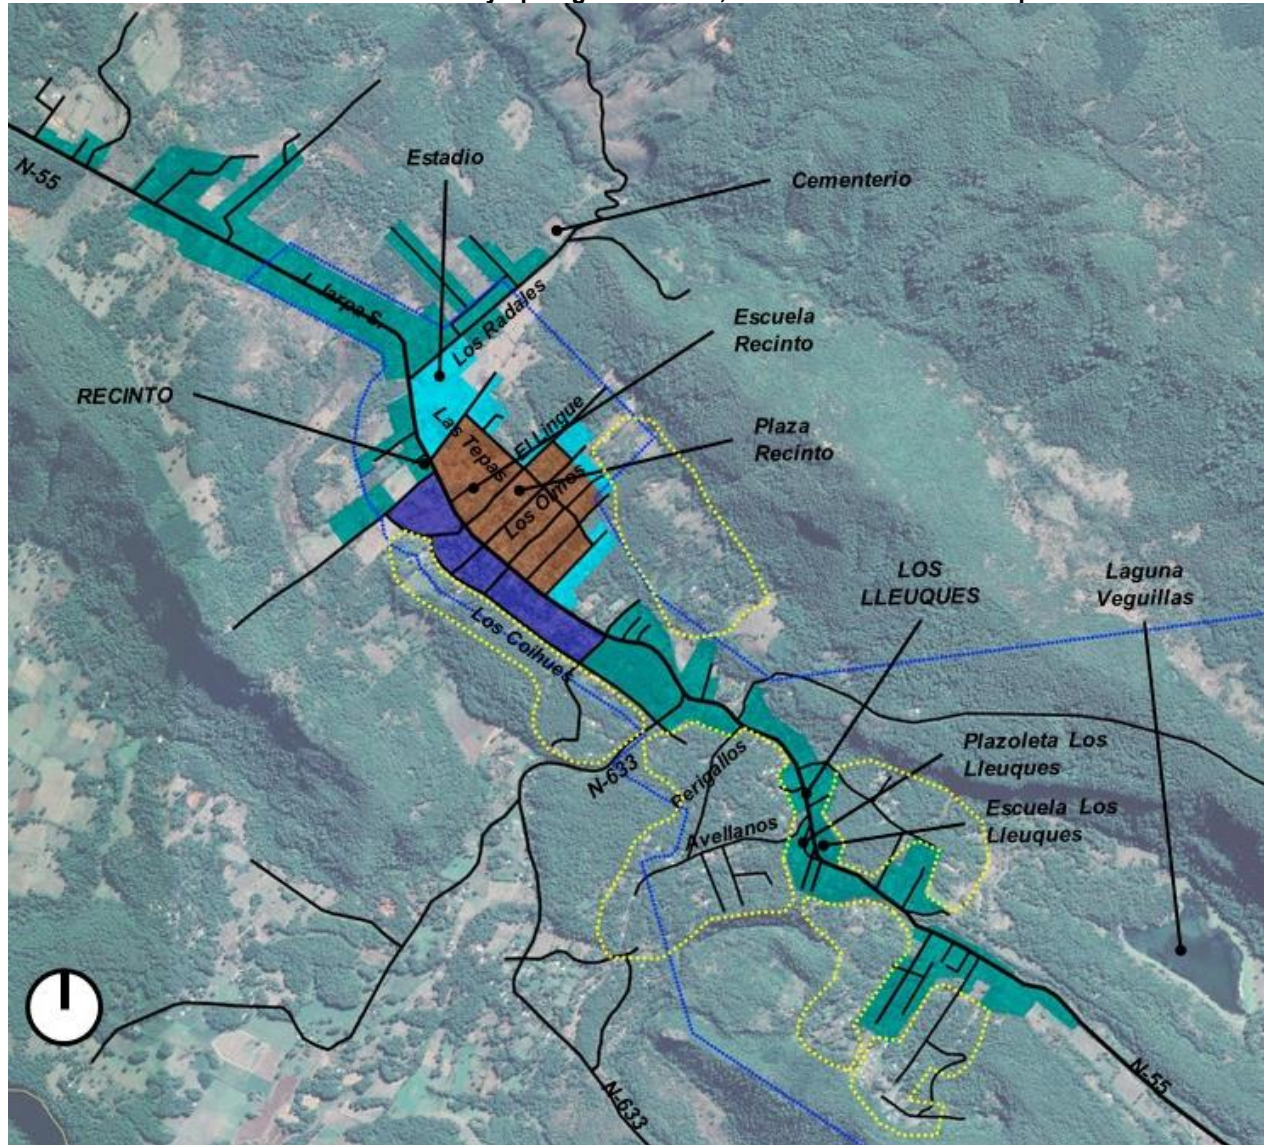 Estadio
Cementerio
N-55
J. Jarpa S.
Los Radales
Escuela
Recinto
RECINTO
Las Tepas
El Lingue
Plaza
Recinto
Los Olmos
LOS
LLEUQUES
Laguna
Veguillas
Los Coihues
N-633
Perigallos
Plazoleta Los
Lleuques
Avellanos
Escuela Los
Lleuques
N-55
N-633